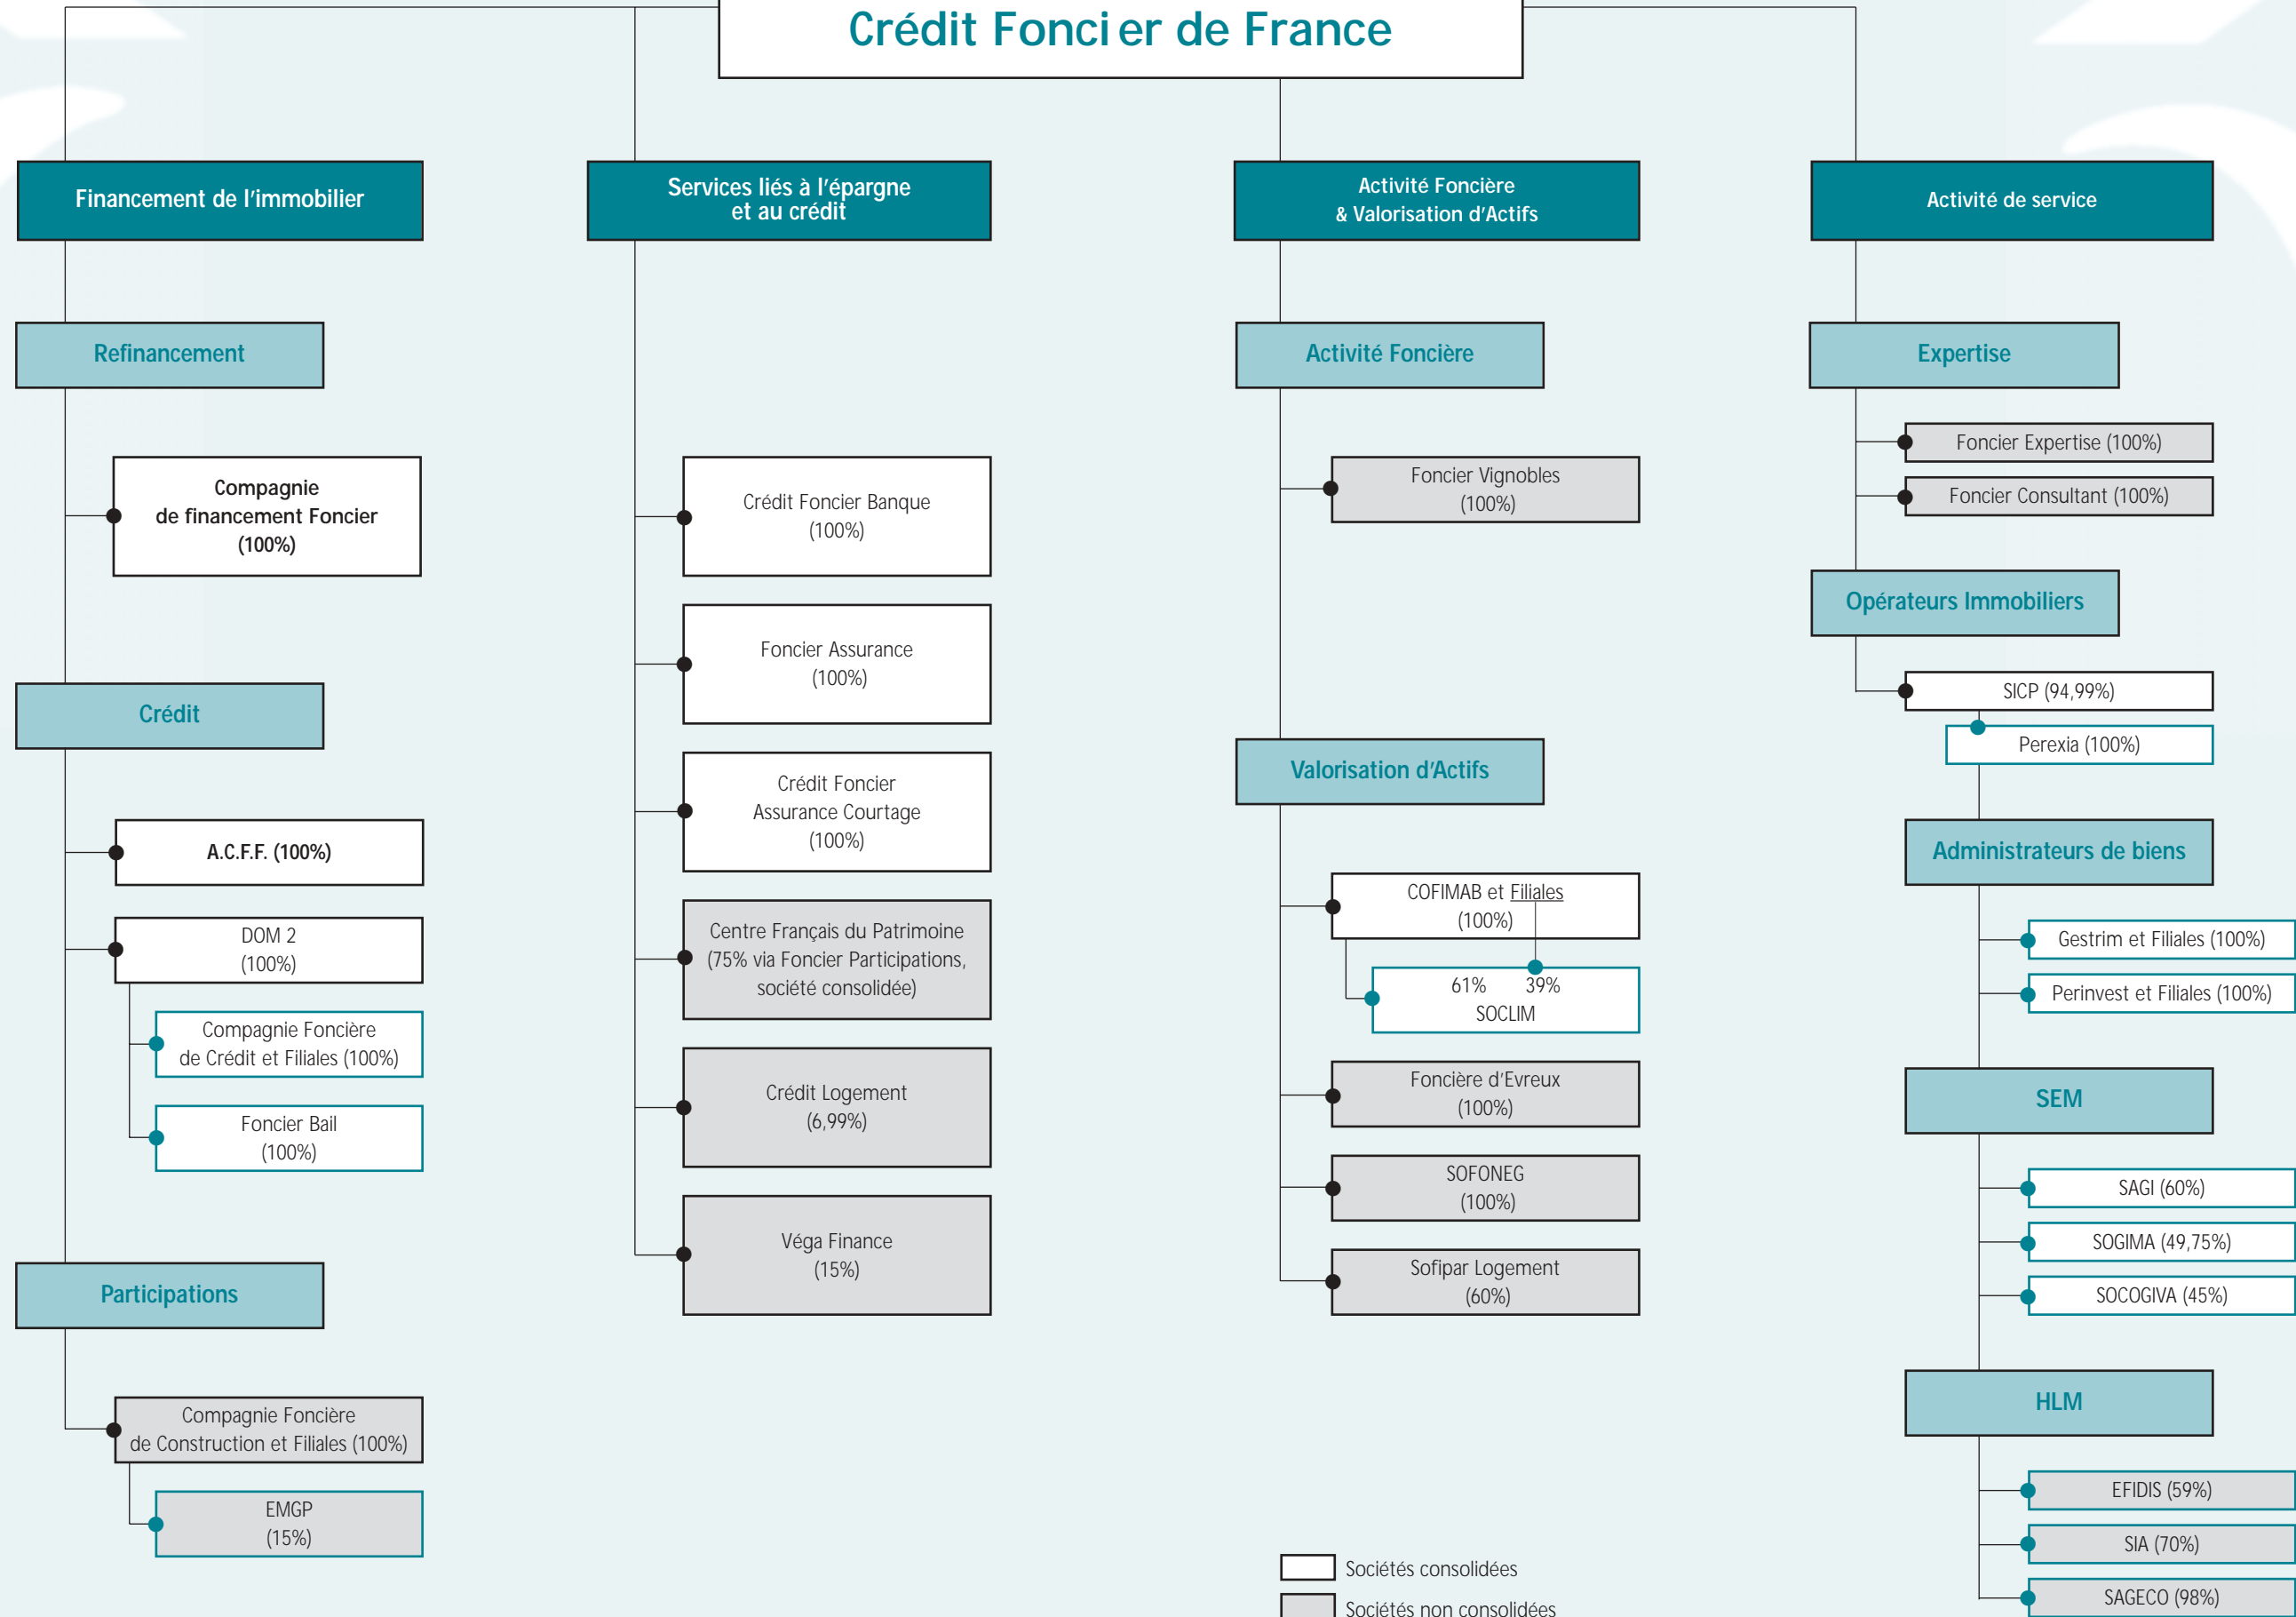 Crédit Foncier de France
Financement de l'immobilier
Refinancement
Compagnie
de financement Foncier
(100%)
Crédit
A.C.F.F. (100%)
DOM 2
(100%)
Compagnie Foncière
de Crédit et Filiales (100%)
Foncier Bail
(100%)
Participations
Compagnie Foncière
de Construction et Filiales (100%)
EMGP
(15%)
Services liés à l'épargne
et au crédit
Crédit Foncier Banque
(100%)
Foncier Assurance
(100%)
Crédit Foncier
Assurance Courtage
(100%)
Centre Français du Patrimoine
(75% via Foncier Participations,
société consolidée)
Crédit Logement
(6,99%)
Véga Finance
(15%)
Activité Foncière
& Valorisation d'Actifs
Activité Foncière
Foncier Vignobles
(100%)
Valorisation d'Actifs
COFIMAB et Filiales
(100%)
61% 39%
SOCLIM
Foncière d'Evreux
(100%)
SOFONEG
(100%)
Sofipar Logement
(60%)
Activité de service
Expertise
Foncier Expertise (100%)
Foncier Consultant (100%)
Opérateurs Immobiliers
SICP (94,99%)
Perexia (100%)
Administrateurs de biens
Gestrim et Filiales (100%)
Perinvest et Filiales (100%)
SEM
SAGI (60%)
SOGIMA (49,75%)
SOCOGIVA (45%)
HLM
EFIDIS (59%)
SIA (70%)
SAGECO (98%)
Sociétés consolidées
Sociétés non consolidées